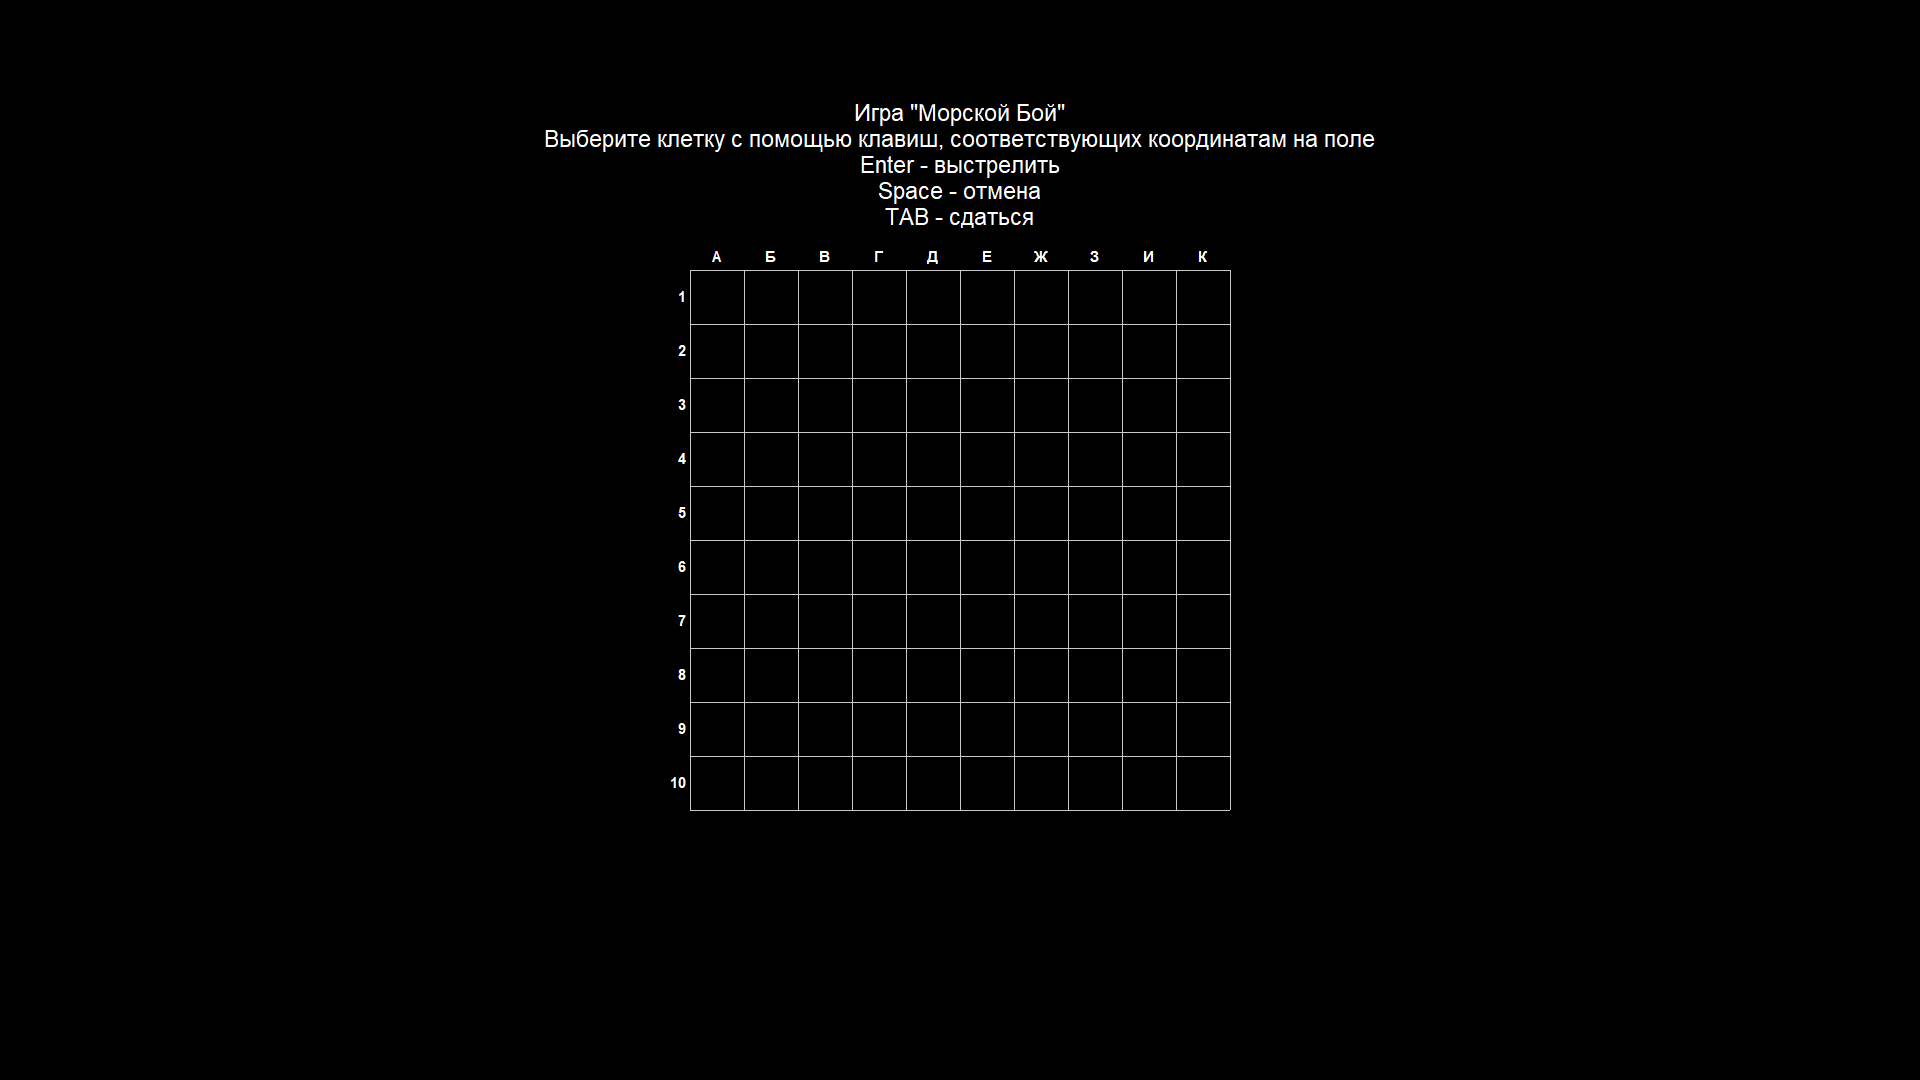 Игра "Морской Бой"
Выберите клетку с помощью клавиш, соответствующих координатам на поле
Enter - выстрелить
Space - отмена
TAB - сдаться
А Б В Г Д Е Ж З И К
1
2
3
4
5
6
7
8
9
10